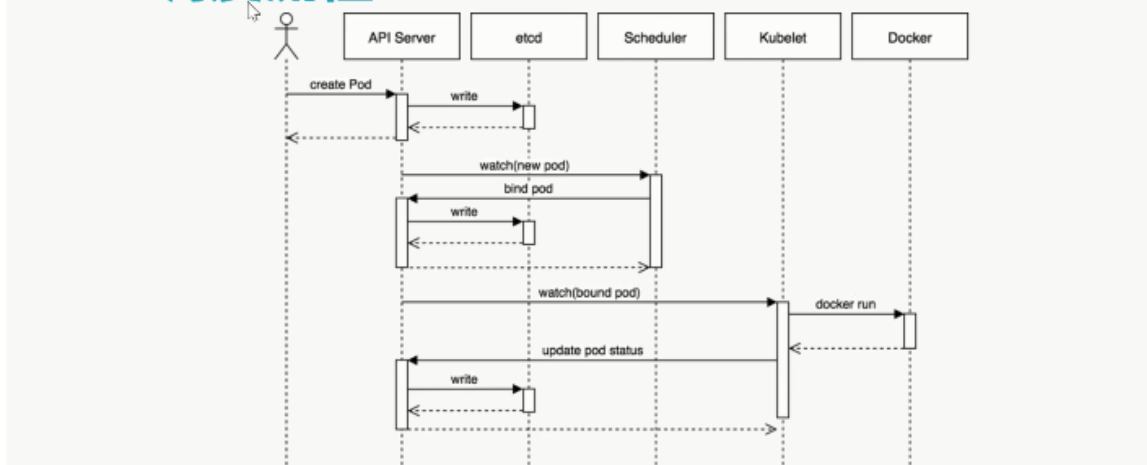 API Server
etcd
Scheduler
Kubelet
Docker
create Pod
write
watch(new pod)
bind pod
write
watch(bound pod)
docker run
update pod status
write